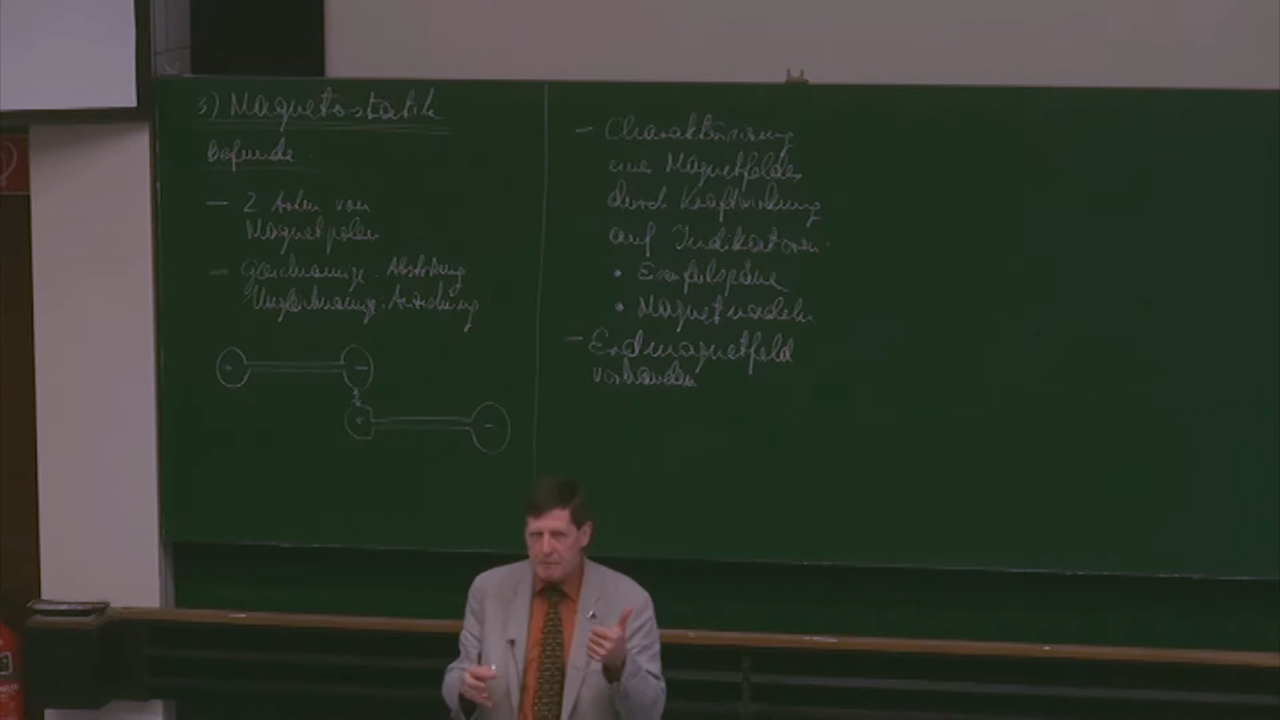 3) Magnetostatik
Befunde.
– 2 Arten von
Magnetpolen
– Gleichnamige: Abstoßung
Ungleichnamige: Anziehung
+ –
+ –
– Charakterisierung
eines Magnetfeldes
durch Kraftwirkung
auf Indikatoren.
• Eisenfeilspäne
• Magnetnadeln
– Erdmagnetfeld
vorhanden